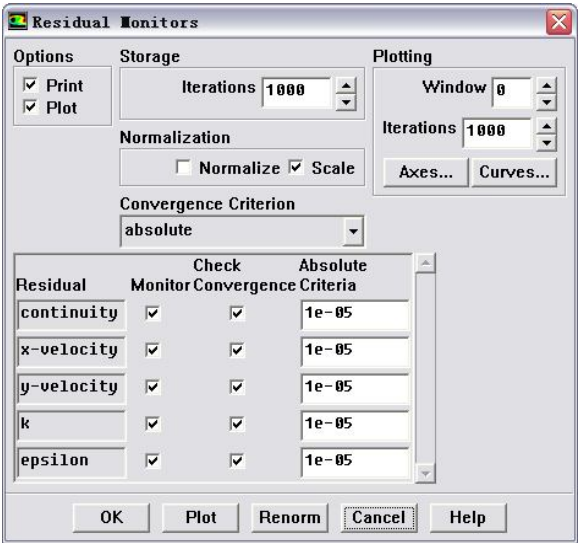 Residual Monitors
Options
Print
Plot
Storage
Iterations 1000
Normalization
Normalize Scale
Convergence Criterion
absolute
Plotting
Window 0
Iterations 1000
Axes... Curves...
Residual Monitor Check Convergence Absolute Criteria
continuity 1e-05
x-velocity 1e-05
y-velocity 1e-05
k 1e-05
epsilon 1e-05
OK Plot Renorm Cancel Help